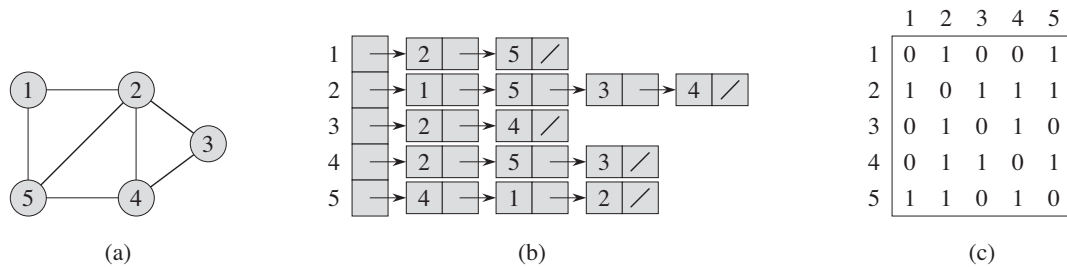 1 2 3 4 5
1 2 5
1 0 1 0 0 1
1 2
2 1 5 3 4
2 1 0 1 1 1
3
3 2 4
3 0 1 0 1 0
4 2 5 3
4 0 1 1 0 1
5 4
5 4 1 2
5 1 1 0 1 0
(a) (b) (c)